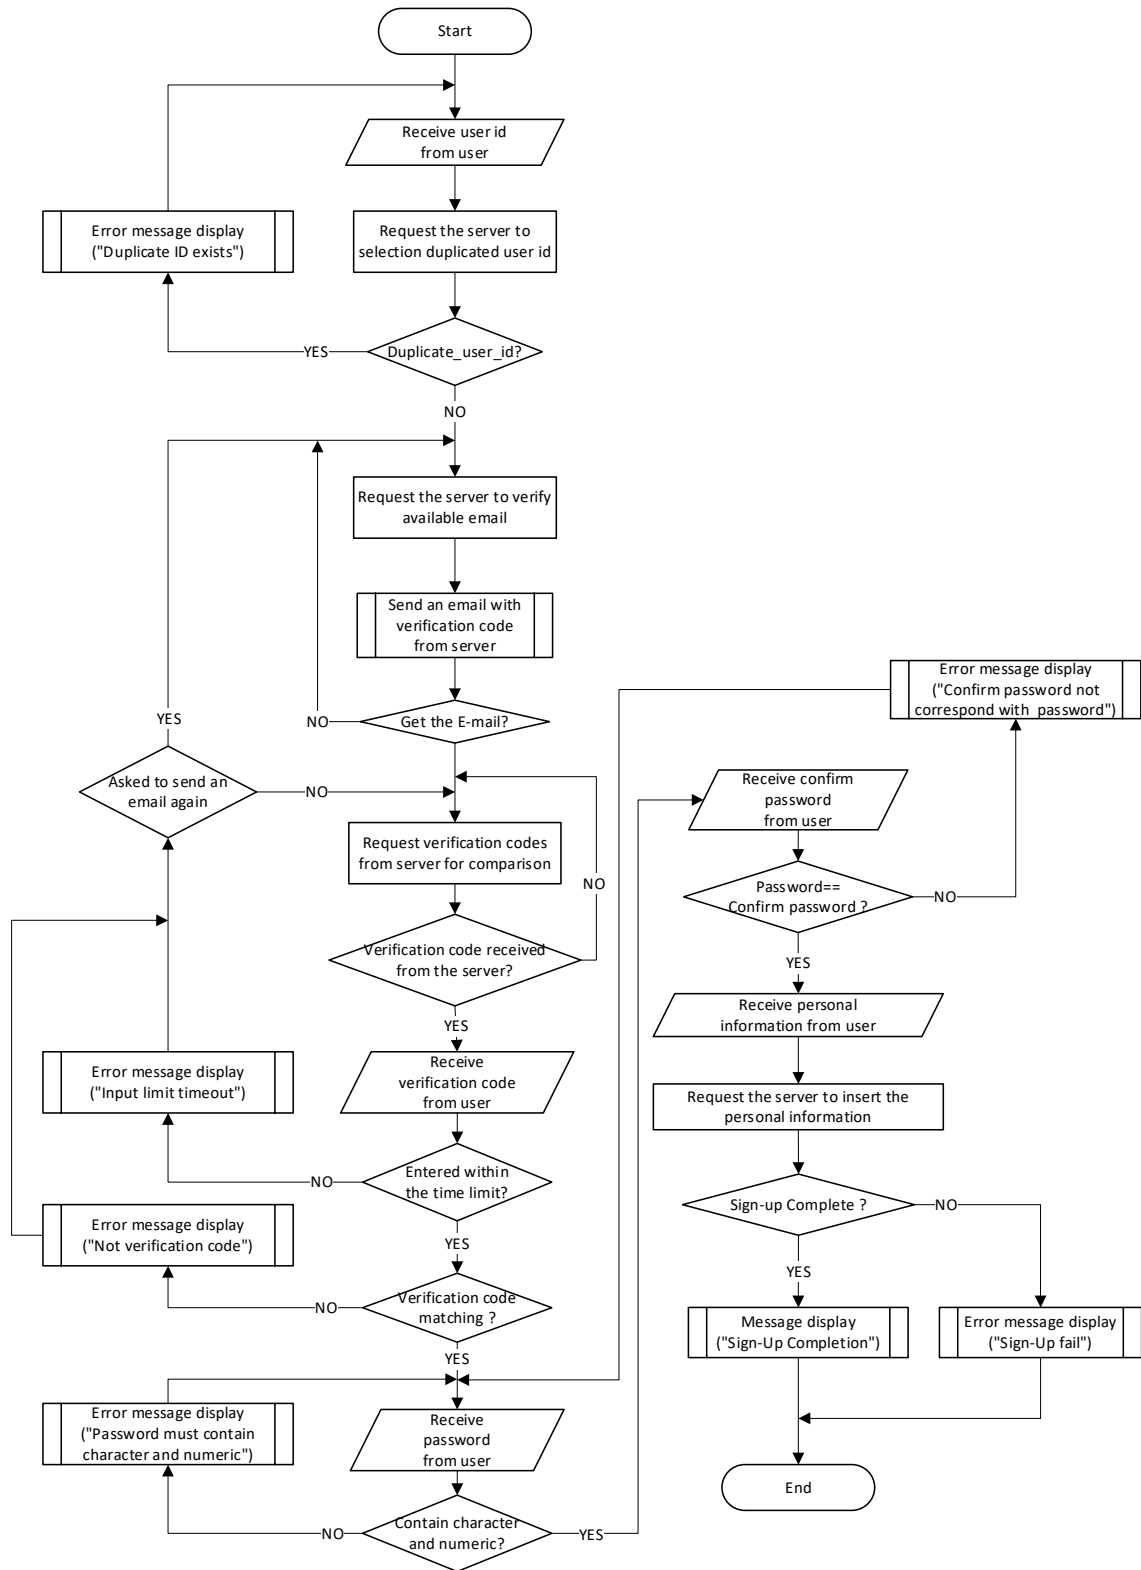 Start
Receive user id
from user
Error message display
("Duplicate ID exists")
Request the server to
selection duplicated user id
YES
Duplicate_user_id?
NO
Request the server to verify
available email
Send an email with
verification code
from server
NO
Get the E-mail?
YES
Asked to send an
email again
NO
Request verification codes
from server for comparison
NO
Verification code received
from the server?
YES
Error message display
("Input limit timeout")
Receive
verification code
from user
NO
Entered within
the time limit?
Error message display
("Not verification code")
YES
NO
Verification code
matching ?
YES
Error message display
("Password must contain
character and numeric")
Receive
password
from user
NO
Contain character
and numeric?
YES
Error message display
("Confirm password not
correspond with password")
Receive confirm
password
from user
Password==
Confirm password ?
NO
YES
Receive personal
information from user
Request the server to insert the
personal information
Sign-up Complete ?
NO
YES
Message display
("Sign-Up Completion")
Error message display
("Sign-Up fail")
End